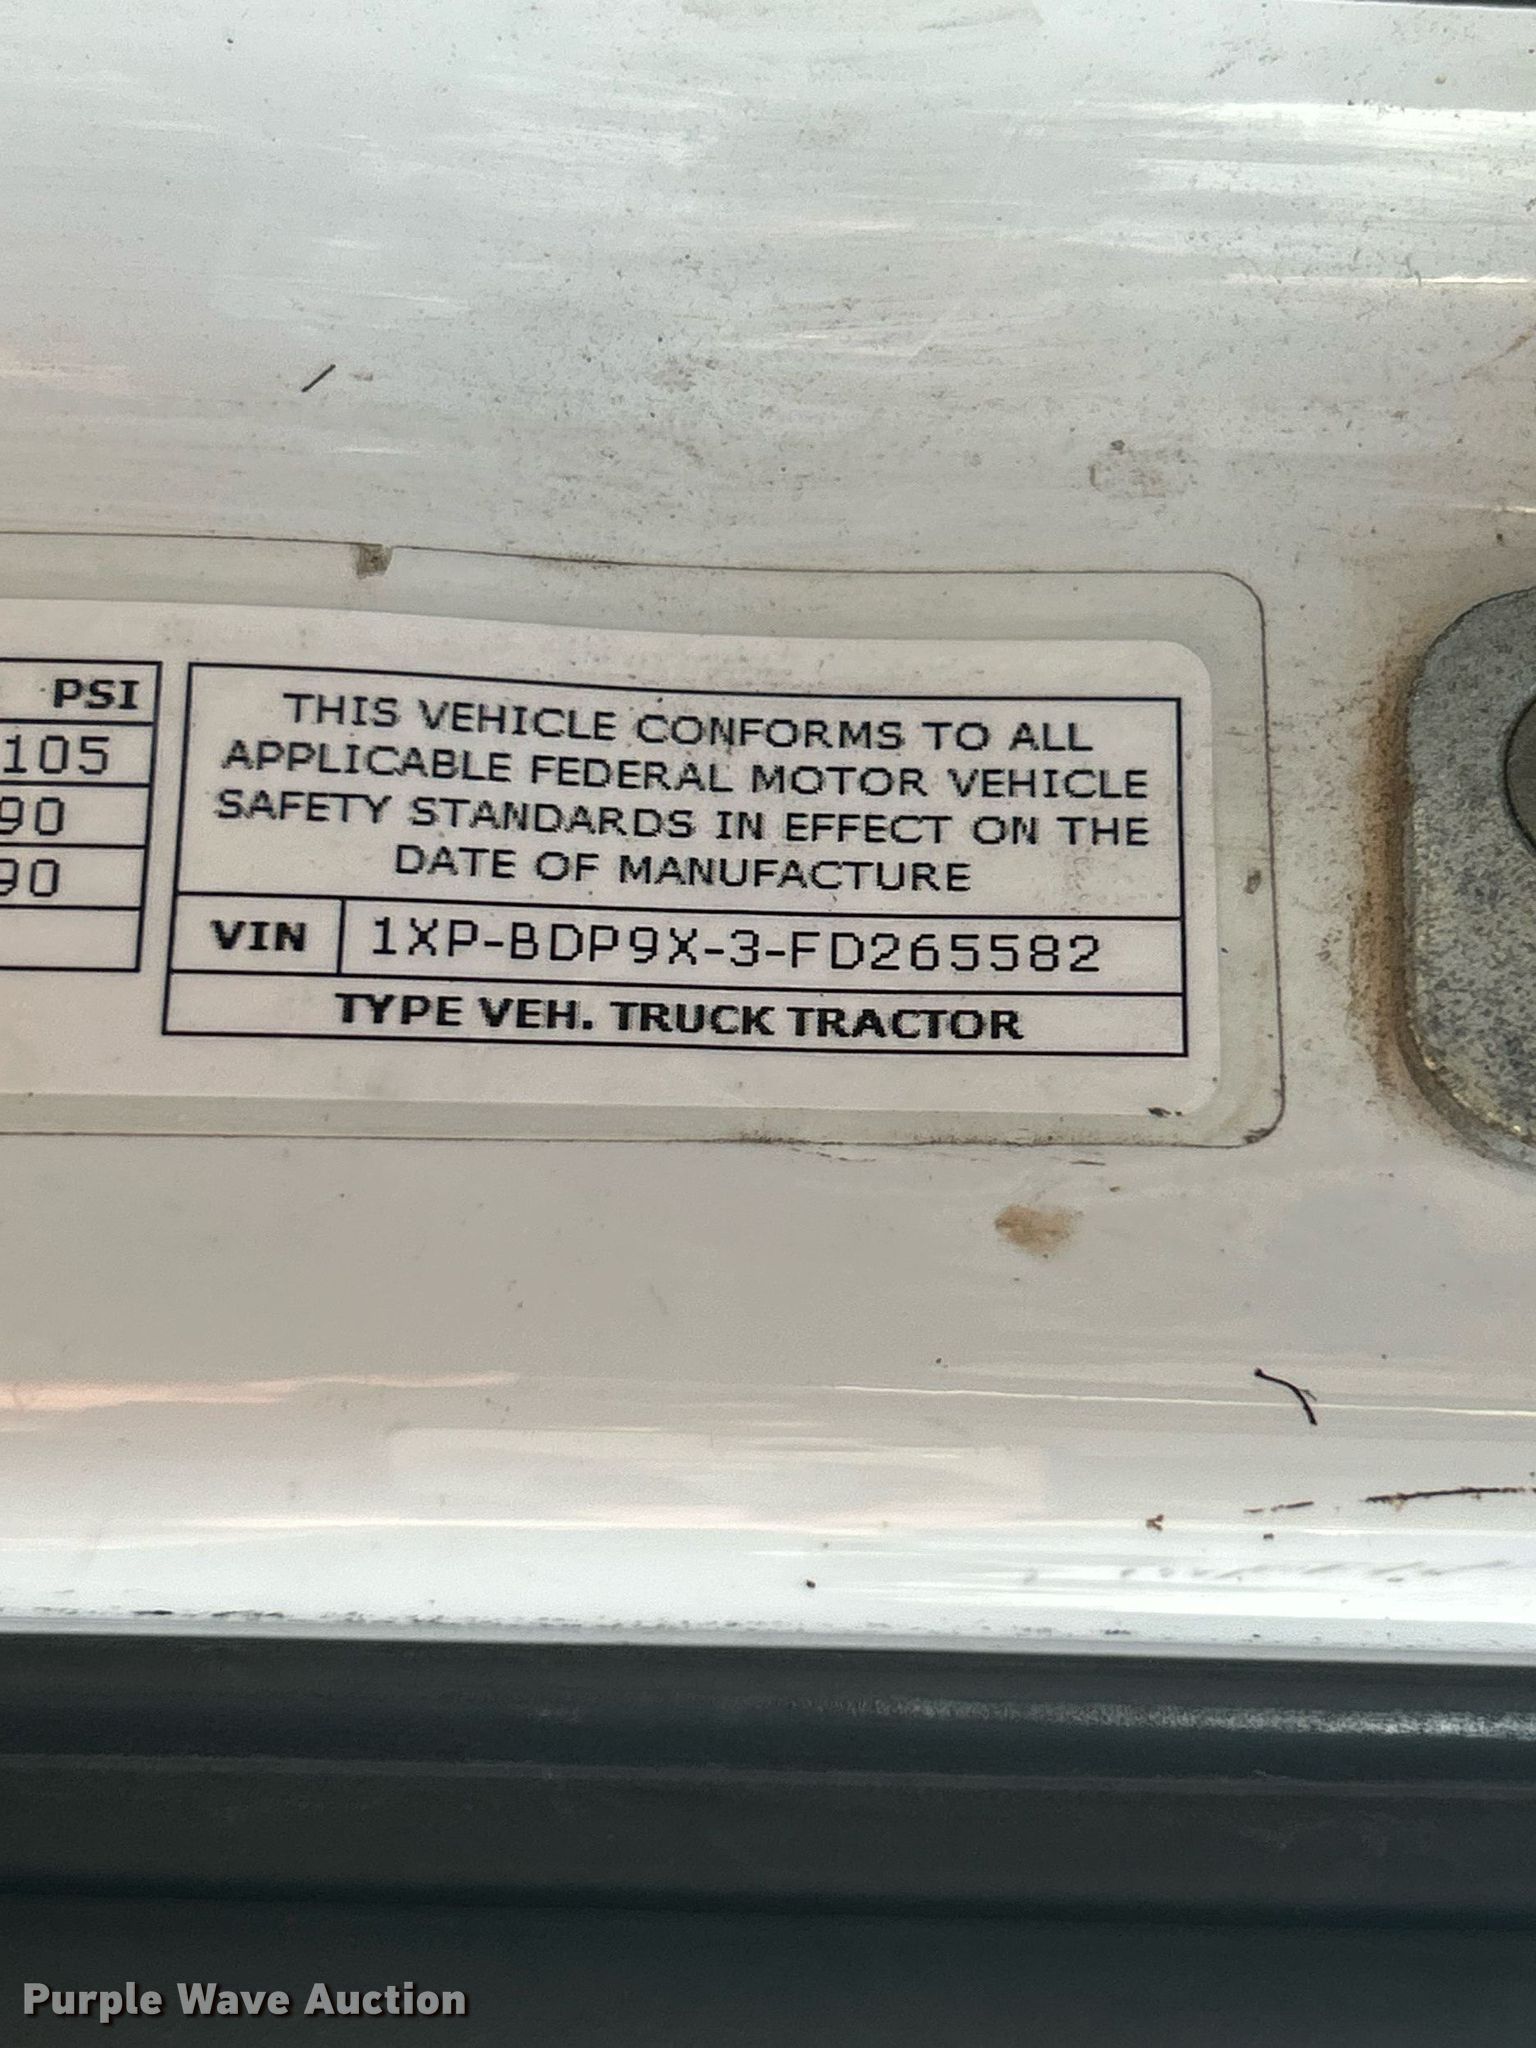 PSI
105
90
90
THIS VEHICLE CONFORMS TO ALL
APPLICABLE FEDERAL MOTOR VEHICLE
SAFETY STANDARDS IN EFFECT ON THE
DATE OF MANUFACTURE
VIN 1XP-BDP9X-3-FD265582
TYPE VEH. TRUCK TRACTOR
Purple Wave Auction